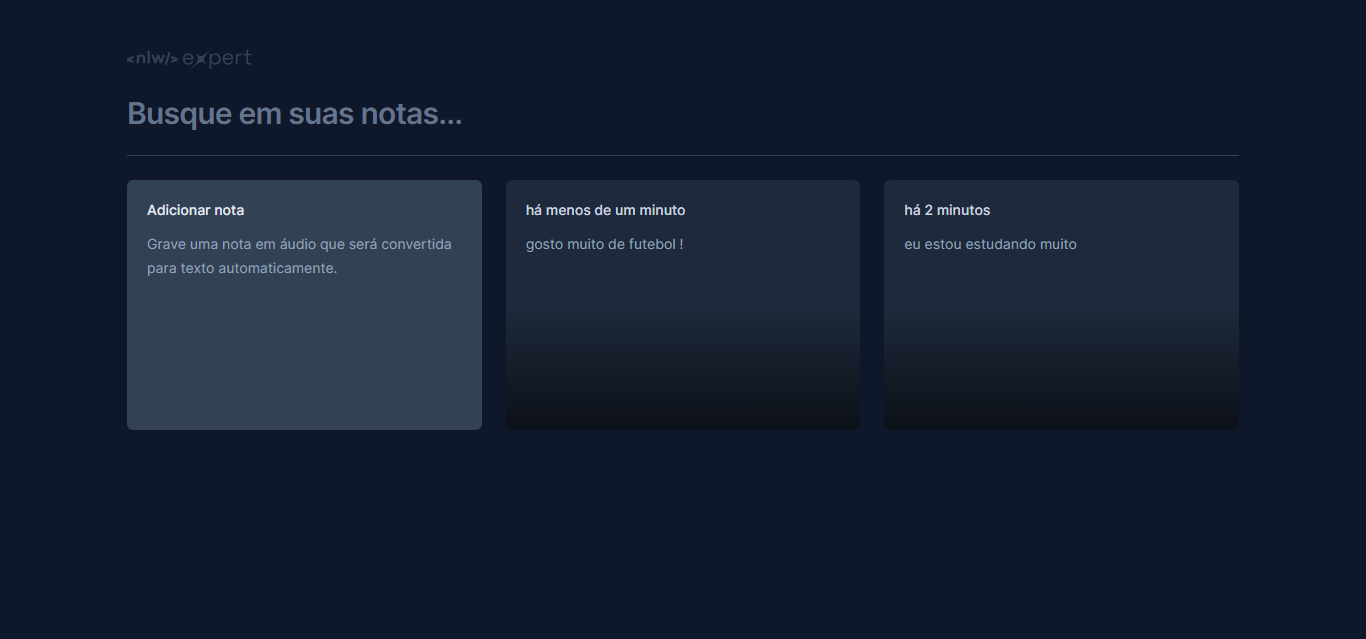 <nlw/> expert
Busque em suas notas...
Adicionar nota
Grave uma nota em áudio que será convertida
para texto automaticamente.
há menos de um minuto
gosto muito de futebol !
há 2 minutos
eu estou estudando muito